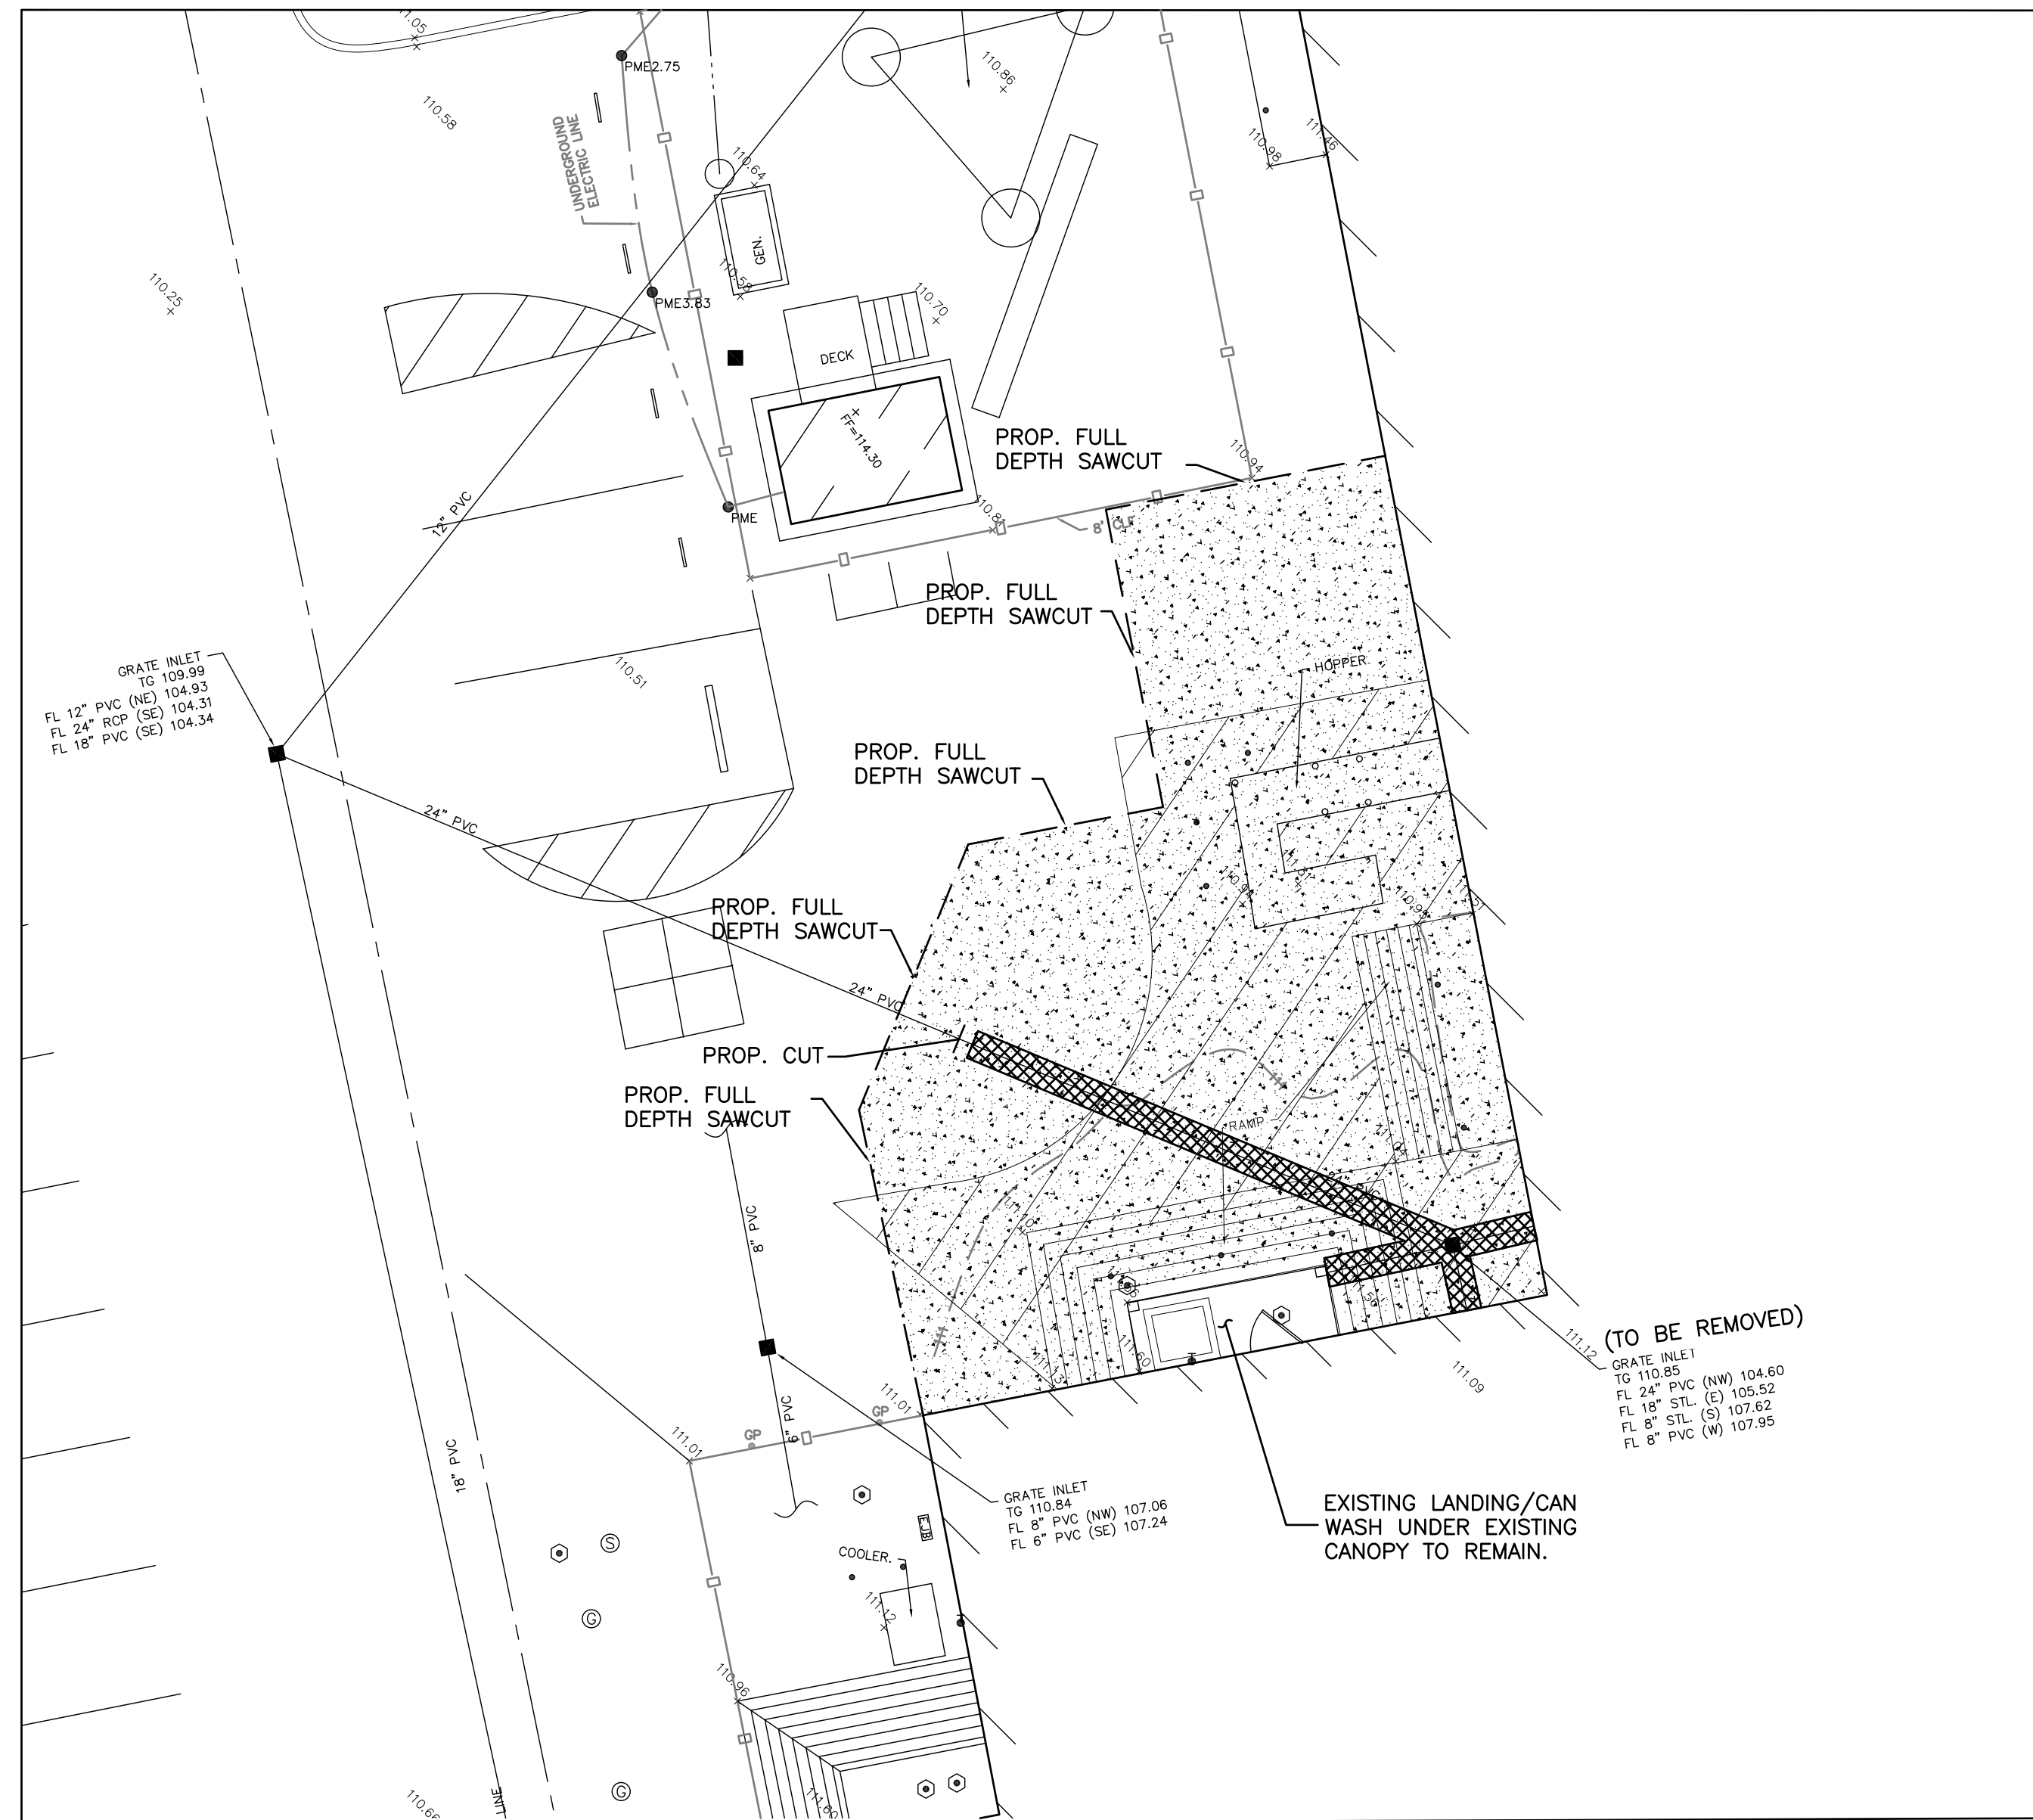 PME2.75
110.58
110.86
UNDERGROUND
ELECTRIC LINE
110.64
110.98
111.46
GEN.
110.58
110.25
PME3.83
110.70
DECK
FF=114.30
PROP. FULL
DEPTH SAWCUT
110.94
12" PVC
PME
8' CLF
PROP. FULL
DEPTH SAWCUT
GRATE INLET
TG 109.99
FL 12" PVC (NE) 104.93
FL 24" RCP (SE) 104.31
FL 18" PVC (SE) 104.34
110.51
HOPPER
PROP. FULL
DEPTH SAWCUT
24" PVC
PROP. FULL
DEPTH SAWCUT
24" PVC
PROP. CUT
PROP. FULL
DEPTH SAWCUT
RAMP
8" PVC
111.60
111.01
GP
GP
6" PVC
111.01
18" PVC
111.12
111.09
(TO BE REMOVED)
GRATE INLET
TG 110.85
FL 24" PVC (NW) 104.60
FL 18" STL. (E) 105.52
FL 8" STL. (S) 107.62
FL 8" PVC (W) 107.95
GRATE INLET
TG 110.84
FL 8" PVC (NW) 107.06
FL 6" PVC (SE) 107.24
EXISTING LANDING/CAN
WASH UNDER EXISTING
CANOPY TO REMAIN.
EJB
S
COOLER.
G
111.12
110.96
G
111.60
110.66
LINE